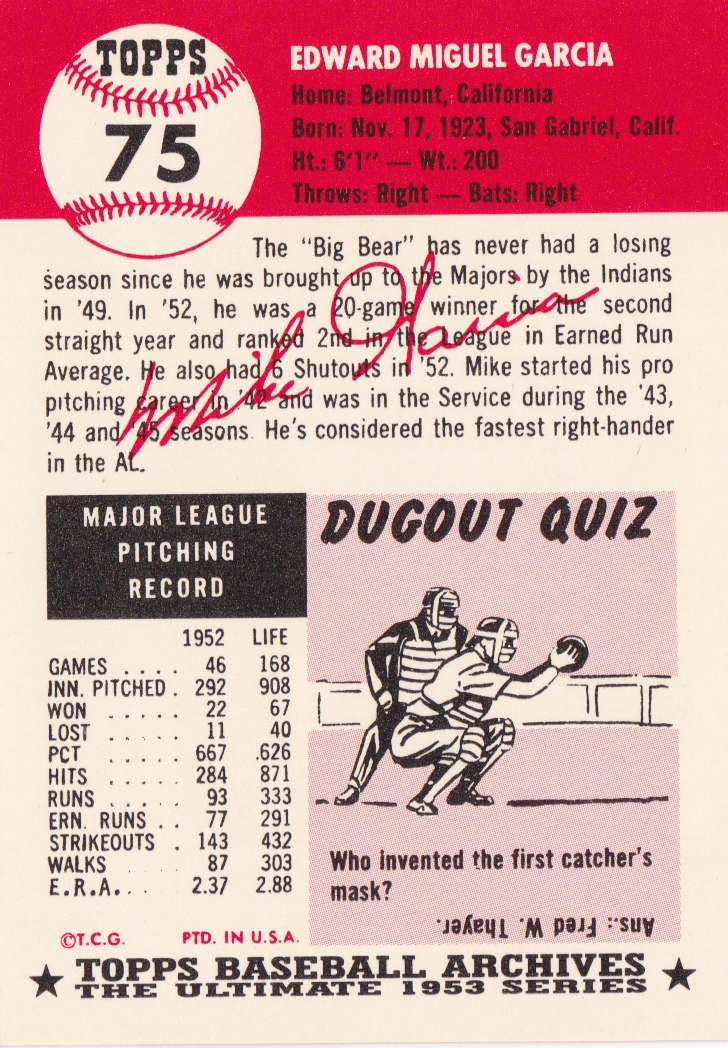 TOPPS
75
EDWARD MIGUEL GARCIA
Home: Belmont, California
Born: Nov. 17, 1923, San Gabriel, Calif.
Ht.: 6'1" — Wt.: 200
Throws: Right — Bats: Right
The "Big Bear" has never had a losing
season since he was brought up to the Majors by the Indians
in '49. In '52, he was a 20-game winner for the second
straight year and ranked 2nd in the League in Earned Run
Average. He also had 6 Shutouts in '52. Mike started his pro
pitching career in '42 and was in the Service during the '43,
'44 and '45 seasons. He's considered the fastest right-hander
in the AL.
Mike Garcia
MAJOR LEAGUE
PITCHING
RECORD
1952 LIFE
GAMES .... 46 168
INN. PITCHED . 292 908
WON ..... 22 67
LOST ..... 11 40
PCT ..... 667 .626
HITS ..... 284 871
RUNS ..... 93 333
ERN. RUNS .. 77 291
STRIKEOUTS . 143 432
WALKS .... 87 303
E.R.A.... 2.37 2.88
DUGOUT QUIZ
Who invented the first catcher's
mask?
Ans.: Fred W. Thayer.
©T.C.G. PTD. IN U.S.A.
★ TOPPS BASEBALL ARCHIVES ★
THE ULTIMATE 1953 SERIES